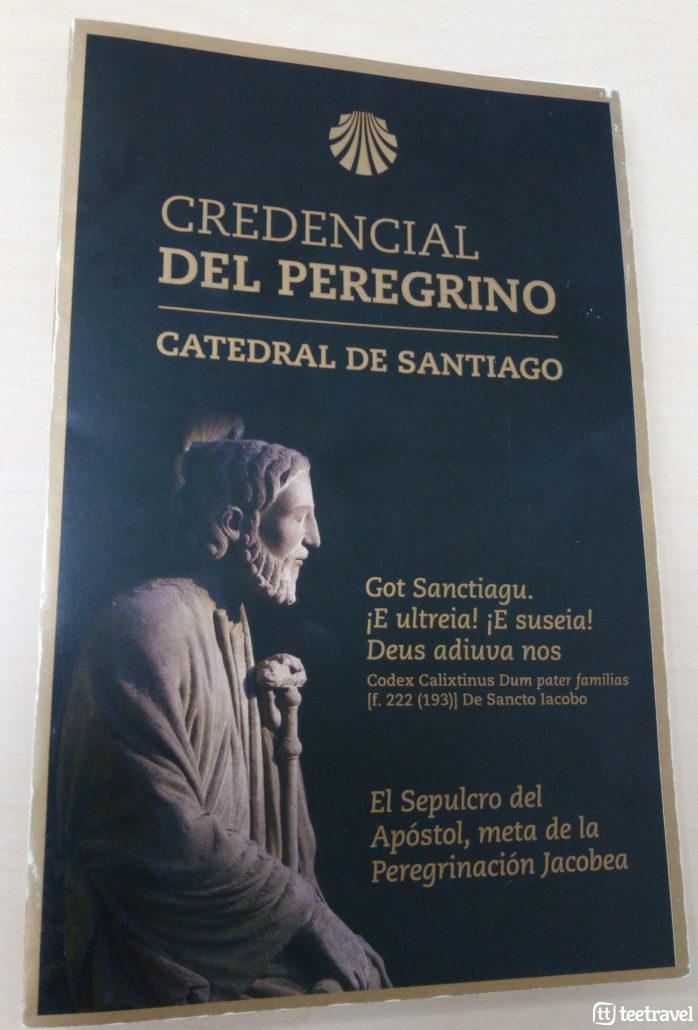 CREDENCIAL
DEL PEREGRINO
CATEDRAL DE SANTIAGO
Got Sanctiagu.
¡E ultreia! ¡E suseia!
Deus adiuva nos
Codex Calixtinus Dum pater familias
[f. 222 (193)] De Sancto Iacobo
El Sepulcro del
Apóstol, meta de la
Peregrinación Jacobea
tt teetravel